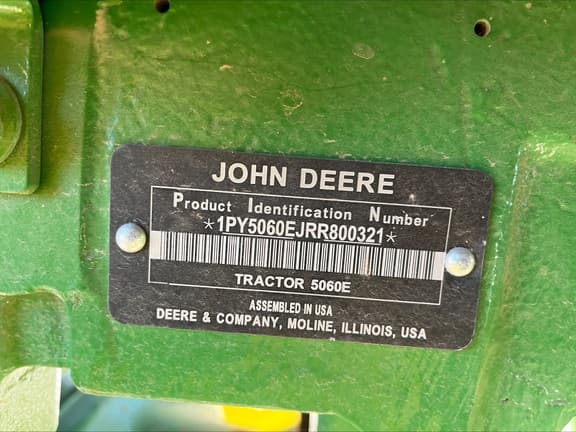 JOHN DEERE
Product Identification Number
*1PY5060EJRR800321*
TRACTOR 5060E
ASSEMBLED IN USA
DEERE & COMPANY, MOLINE, ILLINOIS, USA